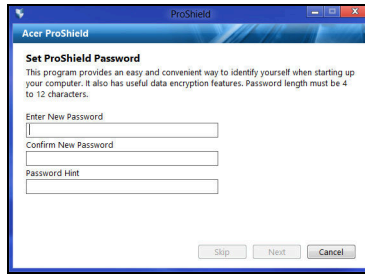 ProShield
Acer ProShield
Set ProShield Password
This program provides an easy and convenient way to identify yourself when starting up
your computer. It also has useful data encryption features. Password length must be 4
to 12 characters.
Enter New Password
Confirm New Password
Password Hint
Skip Next Cancel